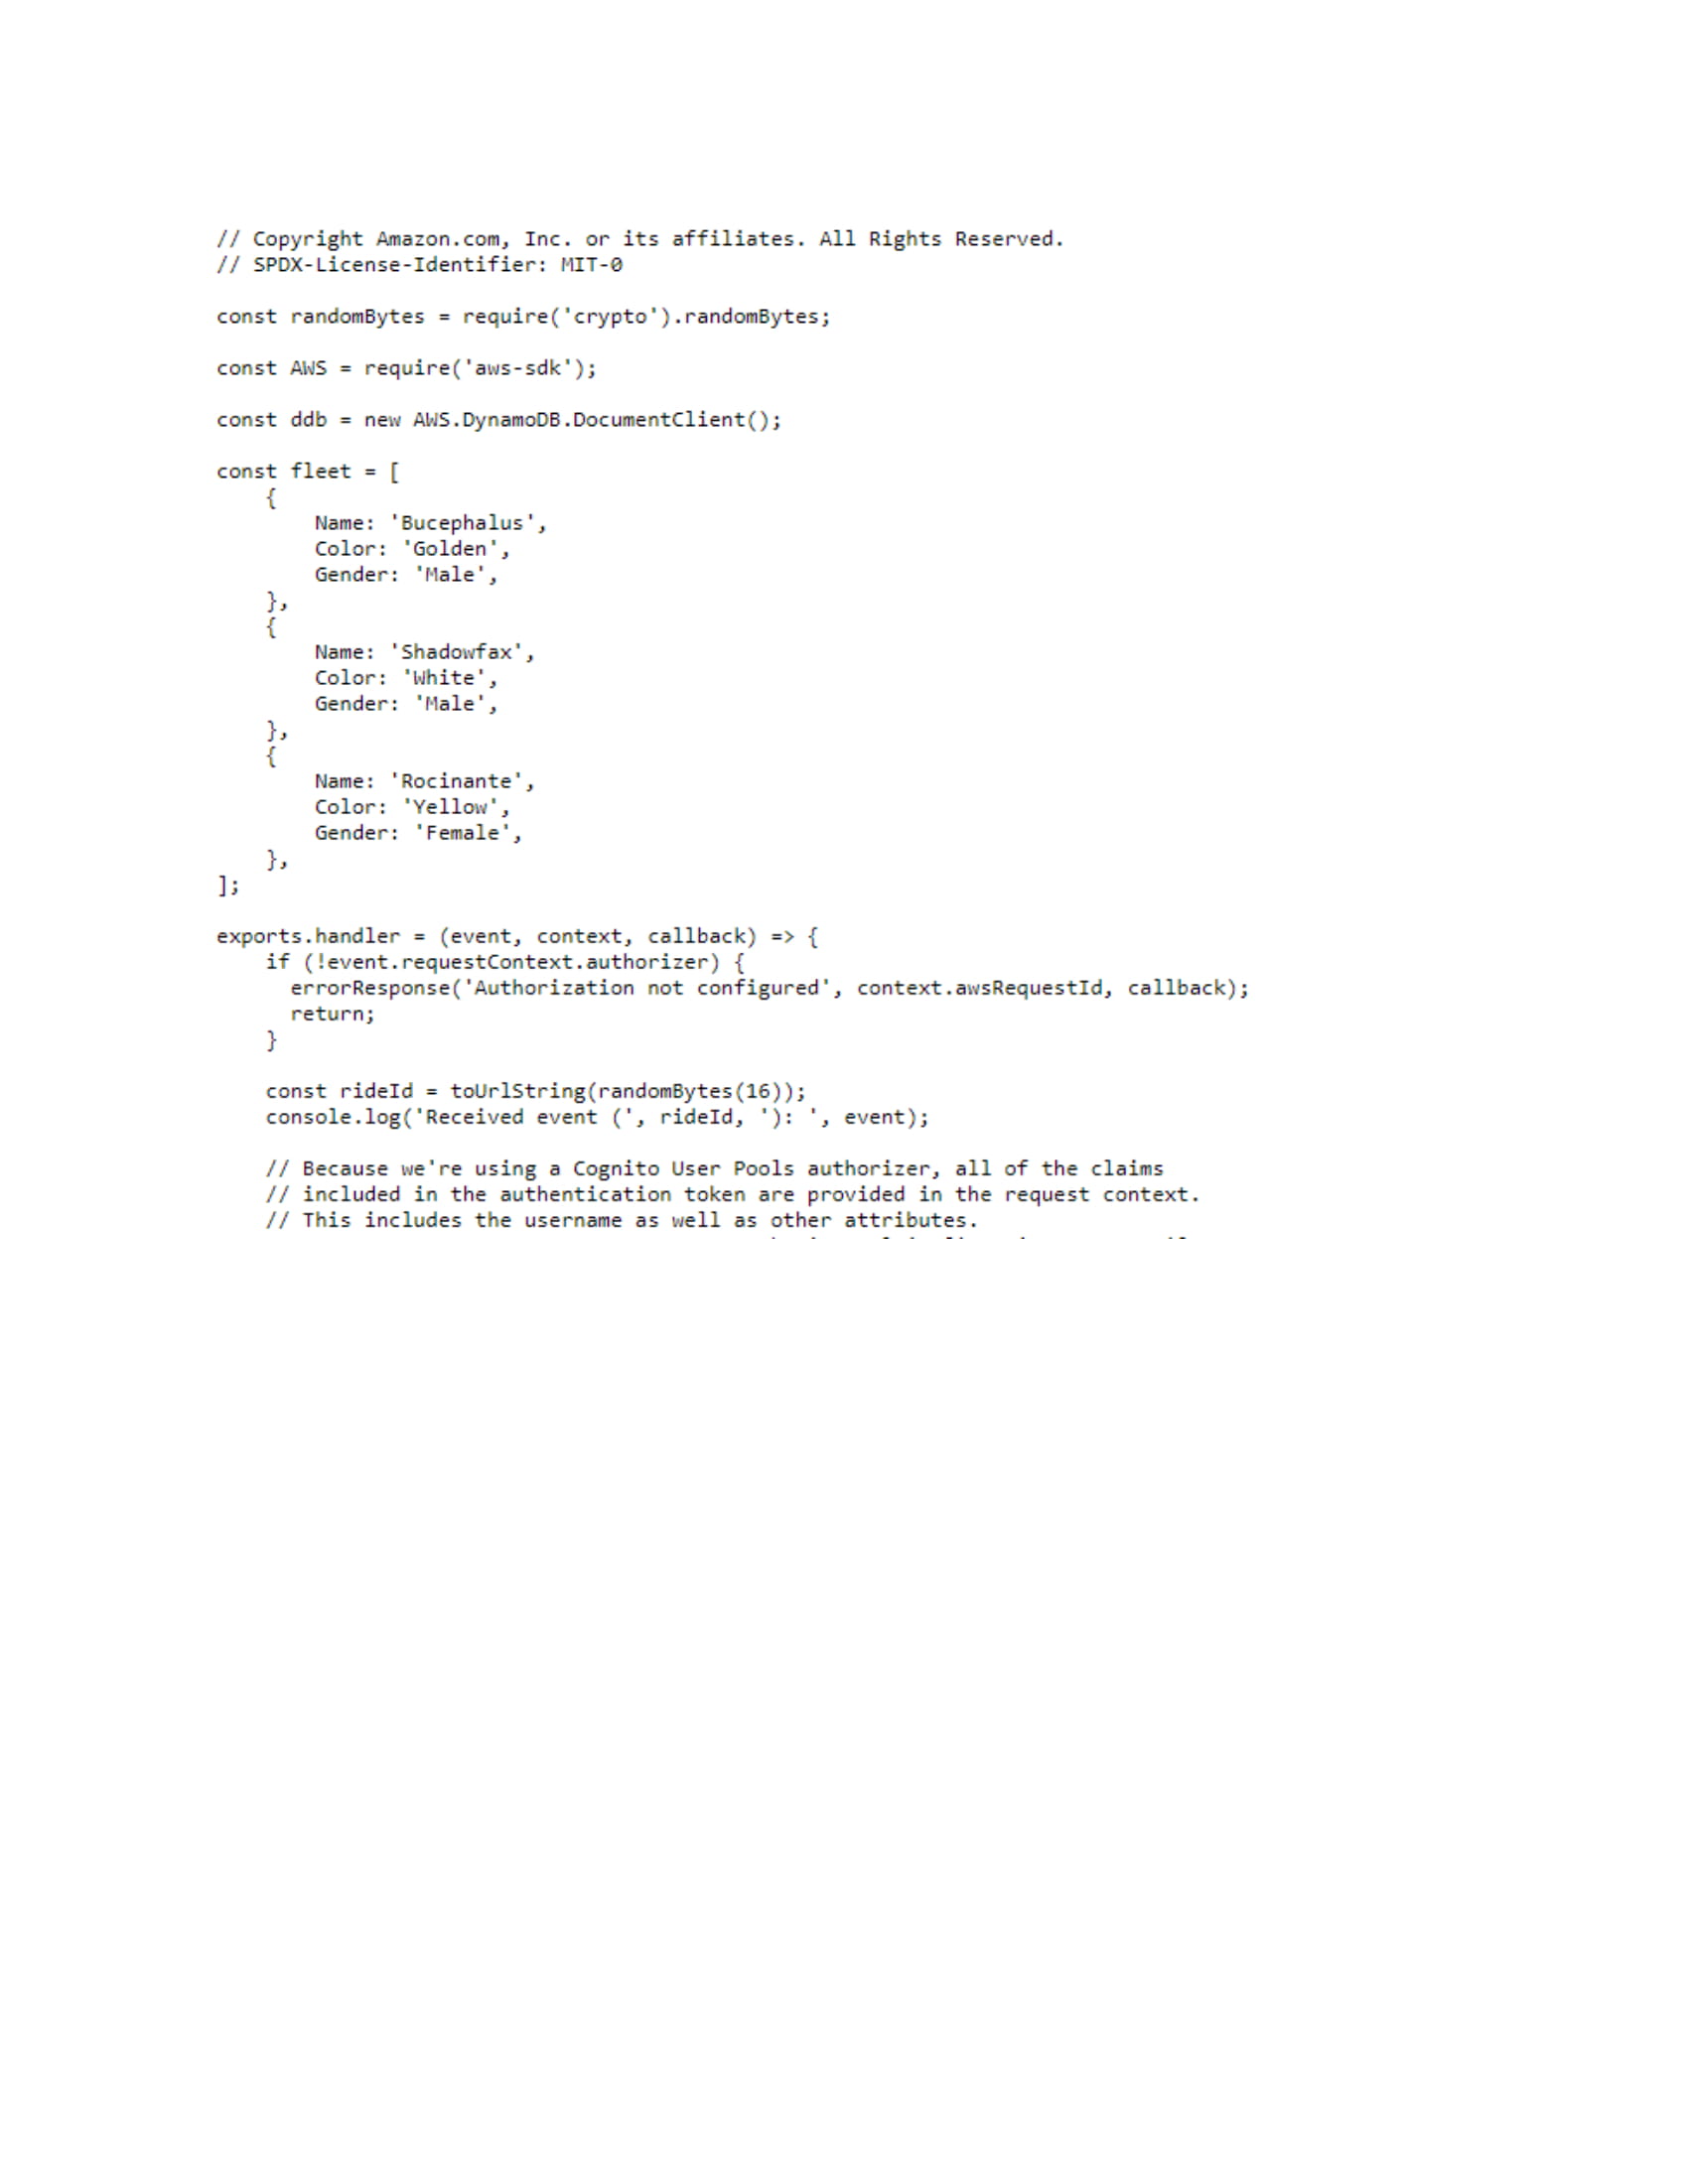 // Copyright Amazon.com, Inc. or its affiliates. All Rights Reserved.
// SPDX-License-Identifier: MIT-0

const randomBytes = require('crypto').randomBytes;

const AWS = require('aws-sdk');

const ddb = new AWS.DynamoDB.DocumentClient();

const fleet = [
    {
        Name: 'Bucephalus',
        Color: 'Golden',
        Gender: 'Male',
    },
    {
        Name: 'Shadowfax',
        Color: 'White',
        Gender: 'Male',
    },
    {
        Name: 'Rocinante',
        Color: 'Yellow',
        Gender: 'Female',
    },
];

exports.handler = (event, context, callback) => {
    if (!event.requestContext.authorizer) {
      errorResponse('Authorization not configured', context.awsRequestId, callback);
      return;
    }

    const rideId = toUrlString(randomBytes(16));
    console.log('Received event (', rideId, '): ', event);

    // Because we're using a Cognito User Pools authorizer, all of the claims
    // included in the authentication token are provided in the request context.
    // This includes the username as well as other attributes.